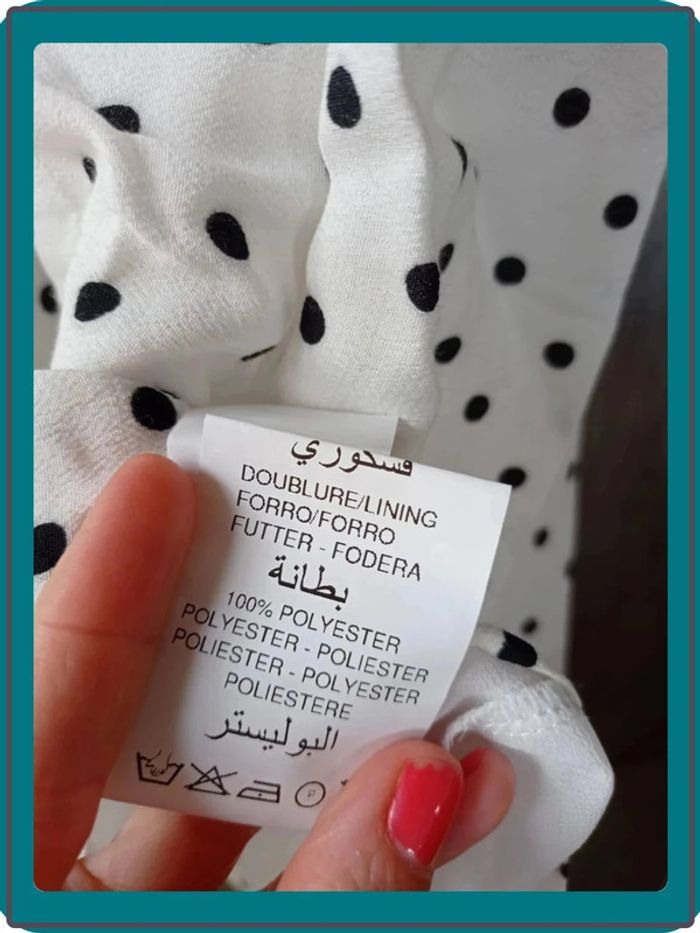 DOUBLURE/LINING
FORRO/FORRO
FUTTER - FODERA
بطانة
100% POLYESTER
POLYESTER - POLIESTER
POLIESTER - POLYESTER
POLIESTERE
البوليستر
P